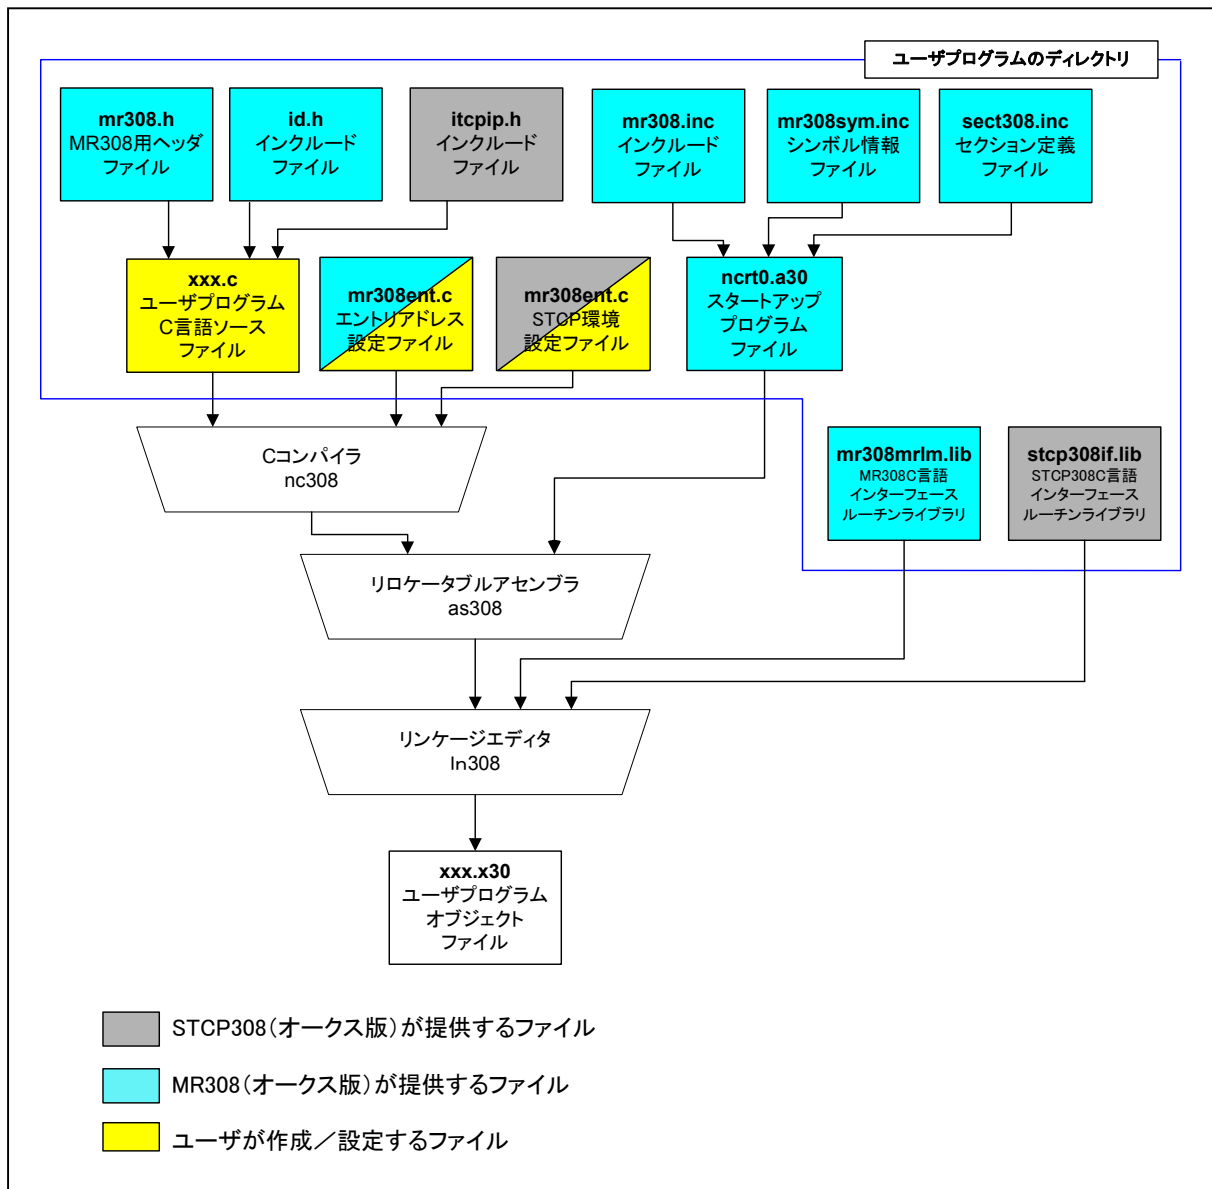 ユーザプログラムのディレクトリ
mr308.h
MR308用ヘッダ
ファイル
id.h
インクルード
ファイル
itcpip.h
インクルード
ファイル
mr308.inc
インクルード
ファイル
mr308sym.inc
シンボル情報
ファイル
sect308.inc
セクション定義
ファイル
xxx.c
ユーザプログラム
C言語ソース
ファイル
mr308ent.c
エントリアドレス
設定ファイル
mr308ent.c
STCP環境
設定ファイル
ncrt0.a30
スタートアップ
プログラム
ファイル
Cコンパイラ
nc308
mr308mrlm.lib
MR308C言語
インターフェース
ルーチンライブラリ
stcp308if.lib
STCP308C言語
インターフェース
ルーチンライブラリ
リロケータブルアセンブラ
as308
リンケージエディタ
ln308
xxx.x30
ユーザプログラム
オブジェクト
ファイル
STCP308(オークス版)が提供するファイル
MR308(オークス版)が提供するファイル
ユーザが作成／設定するファイル